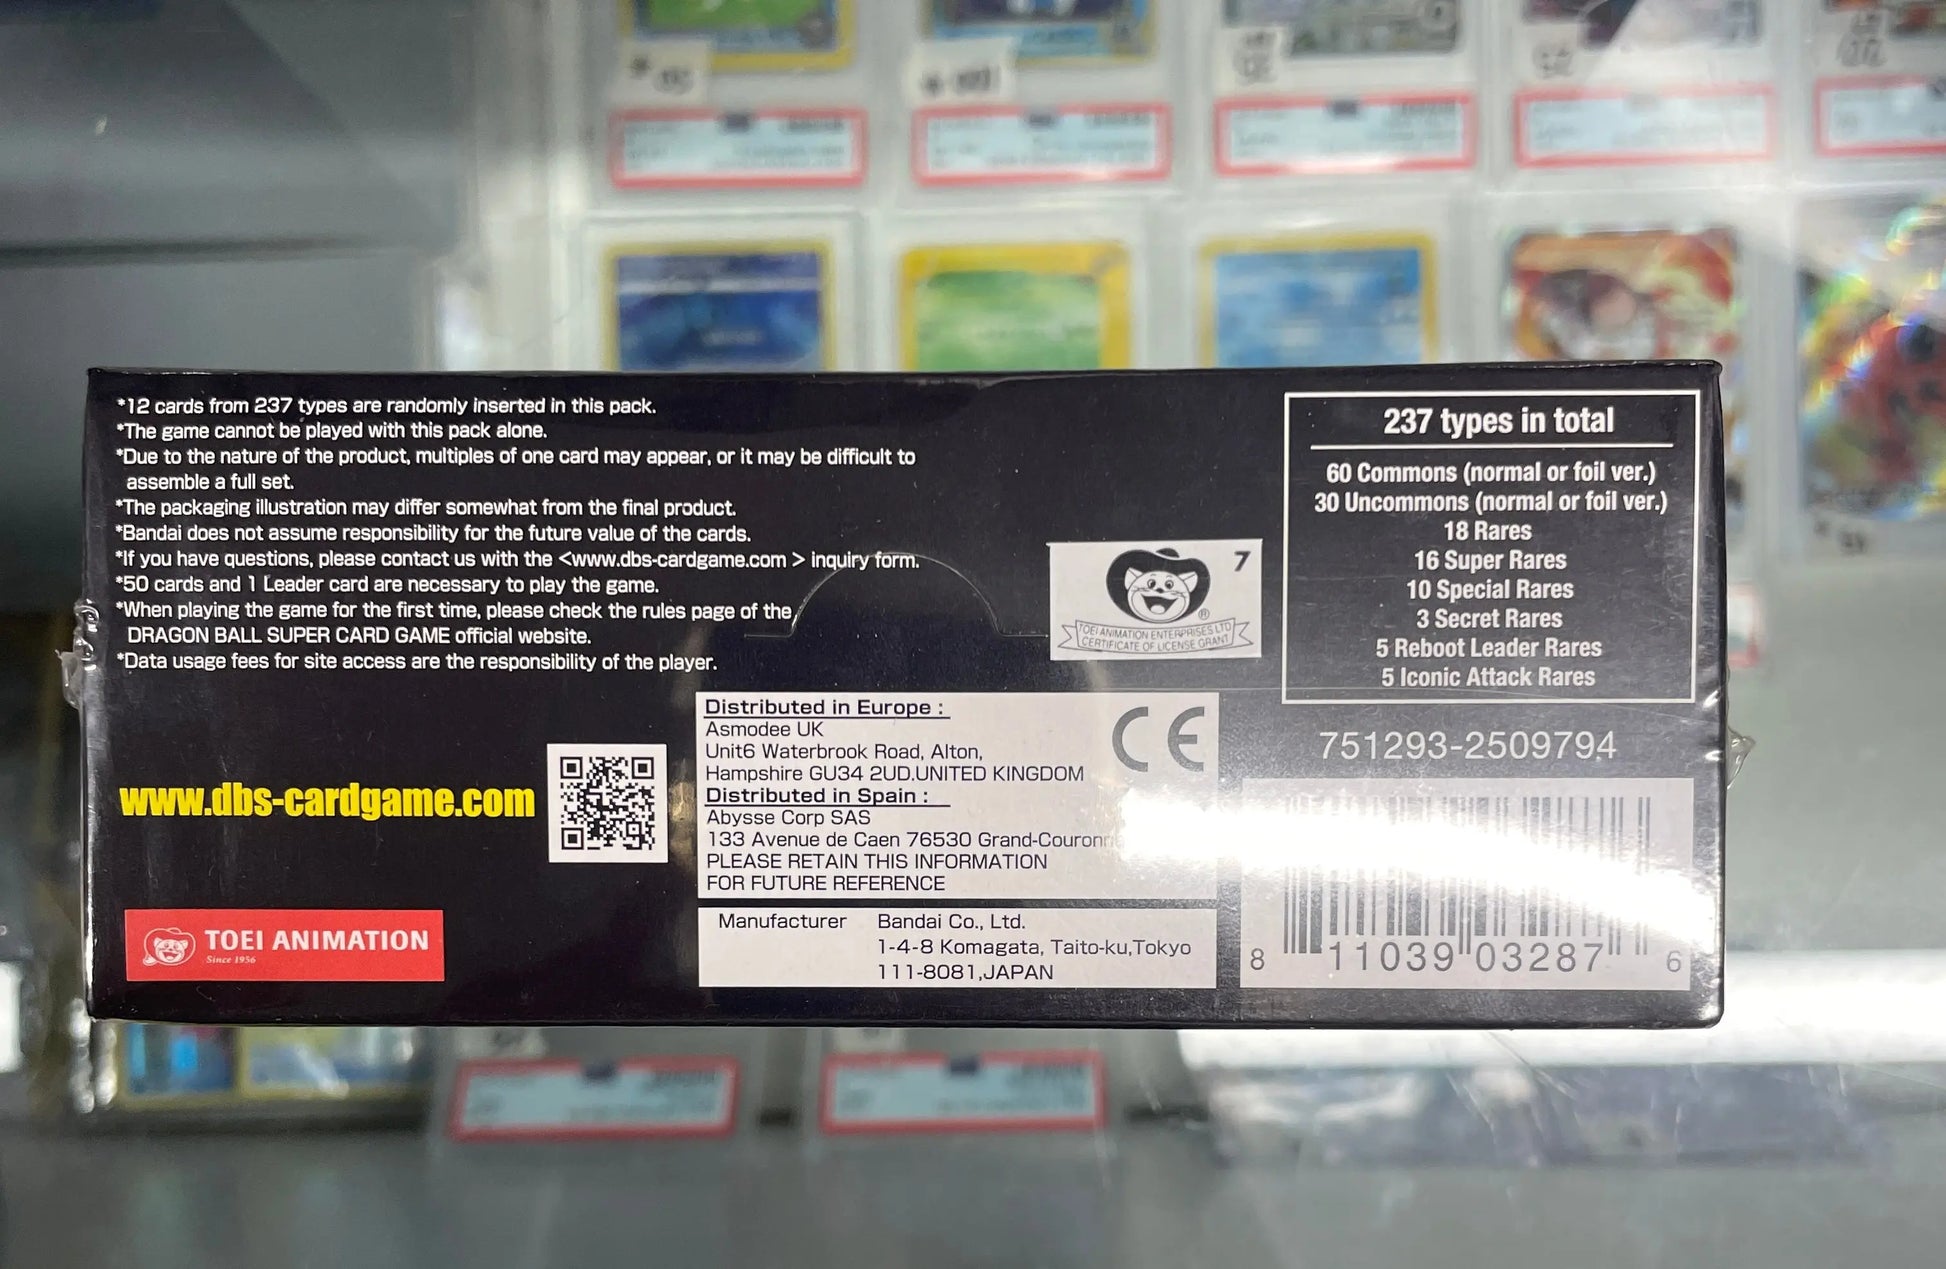 *12 cards from 237 types are randomly inserted in this pack.
*The game cannot be played with this pack alone.
*Due to the nature of the product, multiples of one card may appear, or it may be difficult to
assemble a full set.
*The packaging illustration may differ somewhat from the final product.
*Bandai does not assume responsibility for the future value of the cards.
*If you have questions, please contact us with the <www.dbs-cardgame.com > inquiry form.
*50 cards and 1 Leader card are necessary to play the game.
*When playing the game for the first time, please check the rules page of the
DRAGON BALL SUPER CARD GAME official website.
*Data usage fees for site access are the responsibility of the player.
www.dbs-cardgame.com
TOEI ANIMATION
Since 1956
7
®
TOEI ANIMATION ENTERPRISES LTD
CERTIFICATE OF LICENSE GRANT
Distributed in Europe :
Asmodee UK
Unit6 Waterbrook Road, Alton,
Hampshire GU34 2UD.UNITED KINGDOM
Distributed in Spain :
Abysse Corp SAS
133 Avenue de Caen 76530
PLEASE RETAIN THIS INFORMATION
FOR FUTURE REFERENCE
CE
Manufacturer Bandai Co., Ltd.
1-4-8 Komagata, Taito-ku,Tokyo
111-8081,JAPAN
237 types in total
60 Commons (normal or foil ver.)
30 Uncommons (normal or foil ver.)
18 Rares
16 Super Rares
10 Special Rares
3 Secret Rares
5 Reboot Leader Rares
5 Iconic Attack Rares
751293-2509794
8 11039 03287 6